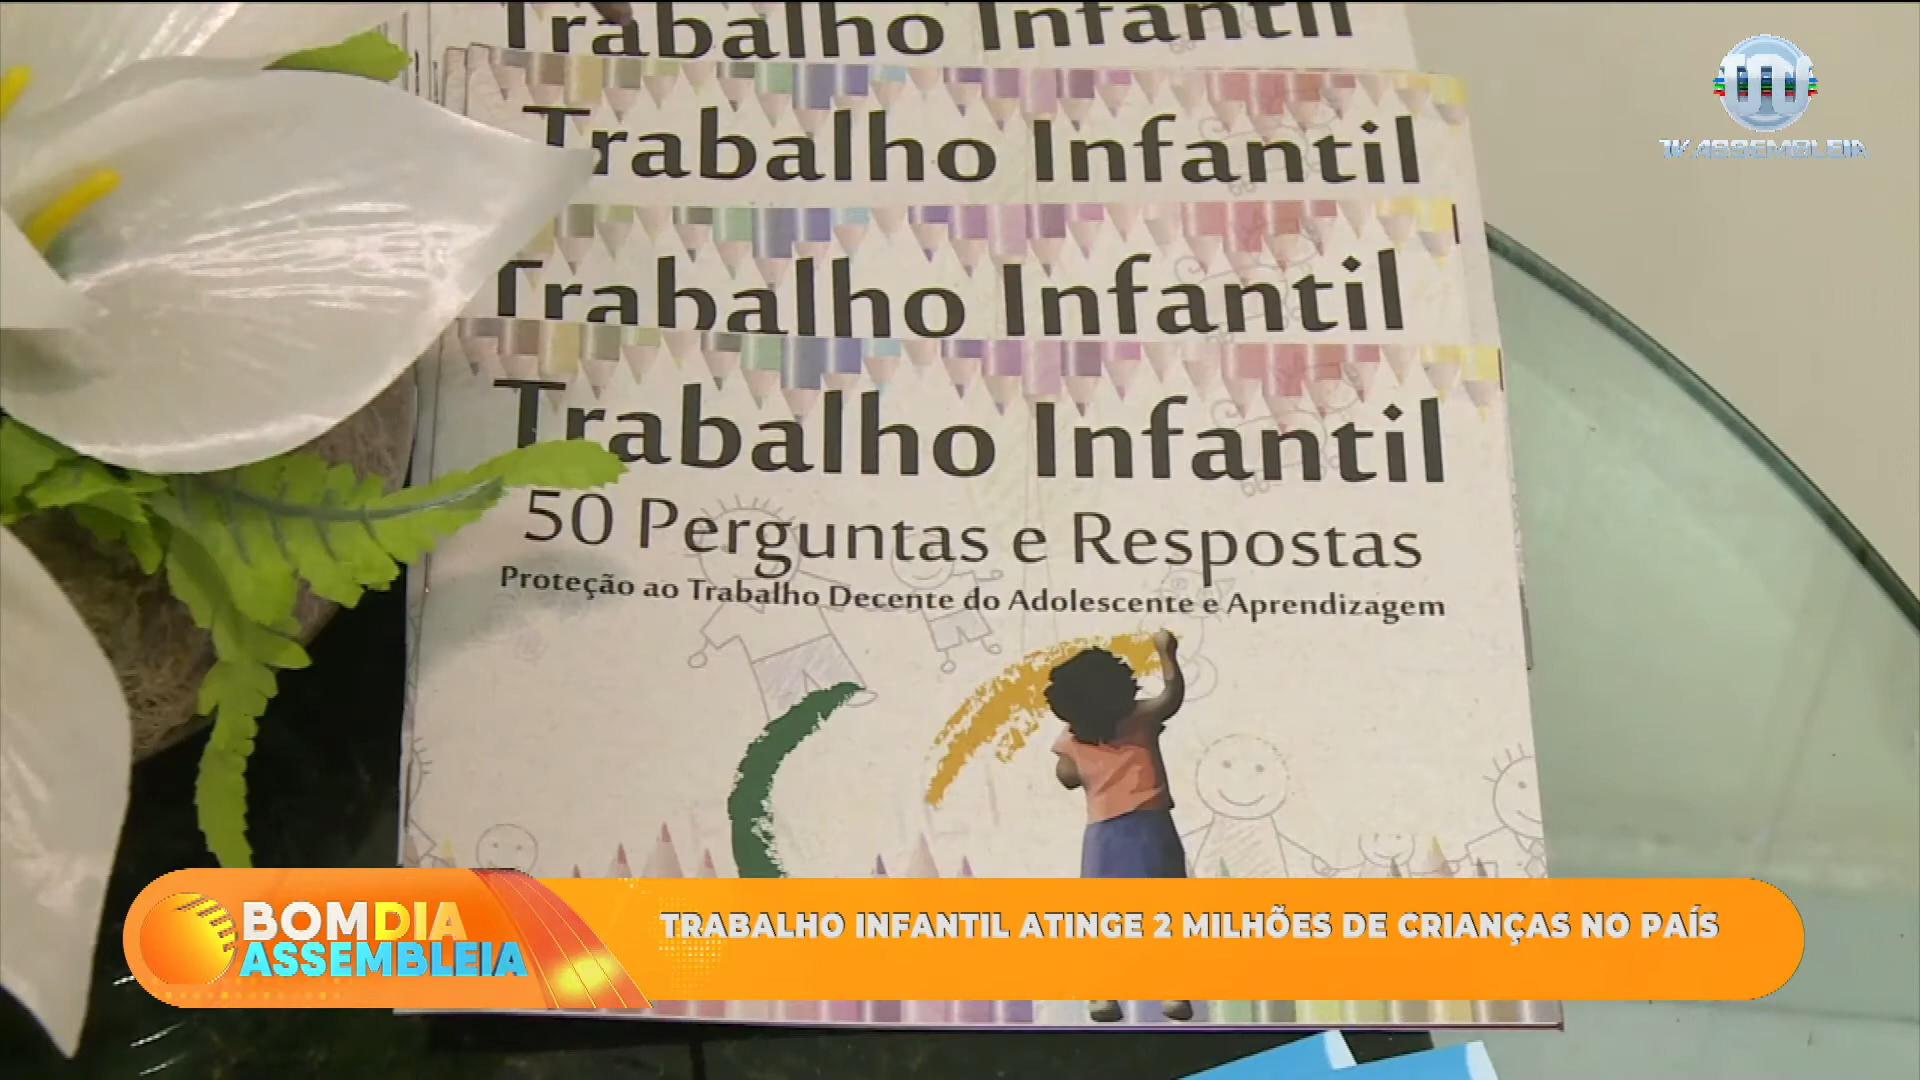 Trabalho Infantil
TV ASSEMBLEIA
Trabalho Infantil
Trabalho Infantil
Trabalho Infantil
50 Perguntas e Respostas
Proteção ao Trabalho Decente do Adolescente e Aprendizagem
BOM DIA
ASSEMBLEIA
TRABALHO INFANTIL ATINGE 2 MILHÕES DE CRIANÇAS NO PAÍS